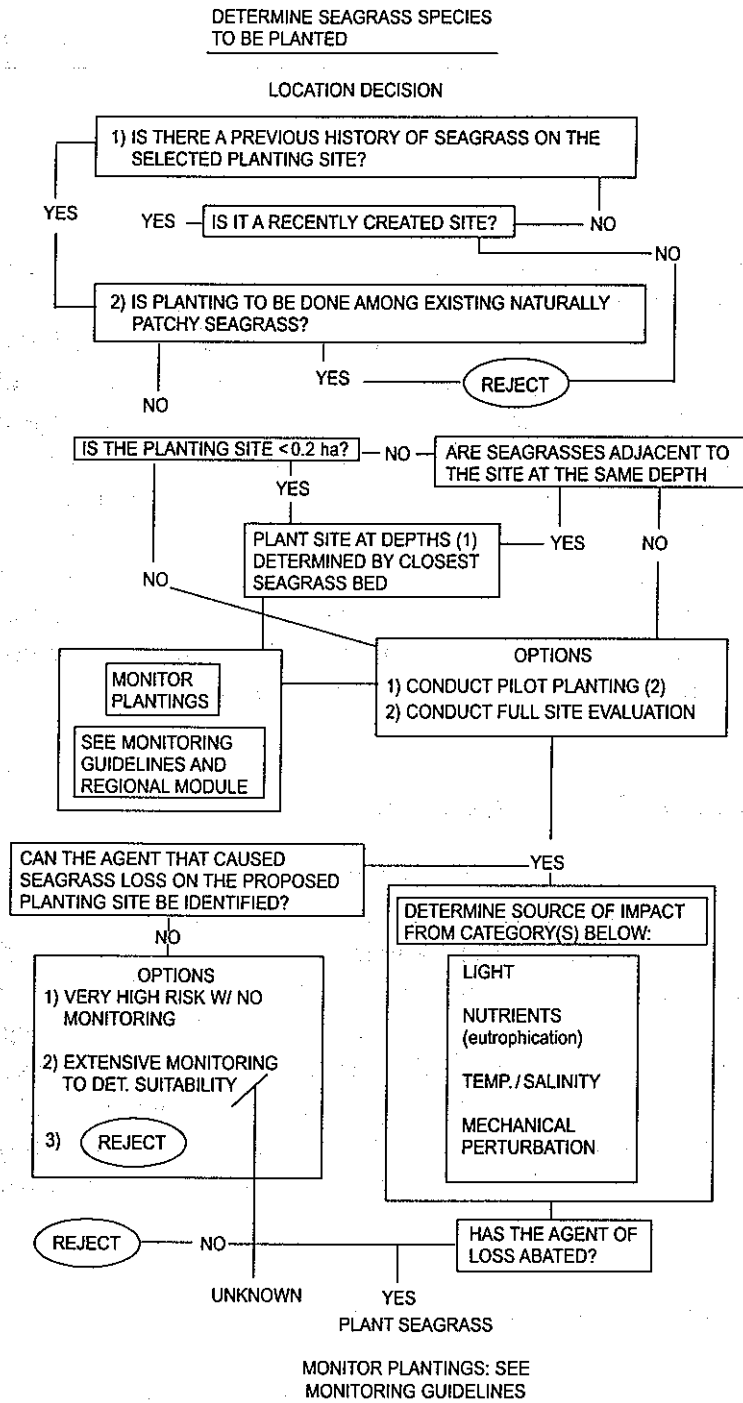 DETERMINE SEAGRASS SPECIES
TO BE PLANTED
LOCATION DECISION
1) IS THERE A PREVIOUS HISTORY OF SEAGRASS ON THE
SELECTED PLANTING SITE?
YES
YES
IS IT A RECENTLY CREATED SITE?
NO
NO
2) IS PLANTING TO BE DONE AMONG EXISTING NATURALLY
PATCHY SEAGRASS?
NO
YES
REJECT
IS THE PLANTING SITE <0.2 ha?
NO
ARE SEAGRASSES ADJACENT TO
THE SITE AT THE SAME DEPTH
YES
PLANT SITE AT DEPTHS (1)
DETERMINED BY CLOSEST
SEAGRASS BED
YES
NO
NO
MONITOR
PLANTINGS
SEE MONITORING
GUIDELINES AND
REGIONAL MODULE
OPTIONS
1) CONDUCT PILOT PLANTING (2)
2) CONDUCT FULL SITE EVALUATION
CAN THE AGENT THAT CAUSED
SEAGRASS LOSS ON THE PROPOSED
PLANTING SITE BE IDENTIFIED?
YES
NO
DETERMINE SOURCE OF IMPACT
FROM CATEGORY(S) BELOW:
LIGHT
NUTRIENTS
(eutrophication)
TEMP./SALINITY
MECHANICAL
PERTURBATION
OPTIONS
1) VERY HIGH RISK W/ NO
MONITORING
2) EXTENSIVE MONITORING
TO DET. SUITABILITY
3) REJECT
REJECT
NO
HAS THE AGENT OF
LOSS ABATED?
UNKNOWN
YES
PLANT SEAGRASS
MONITOR PLANTINGS: SEE
MONITORING GUIDELINES